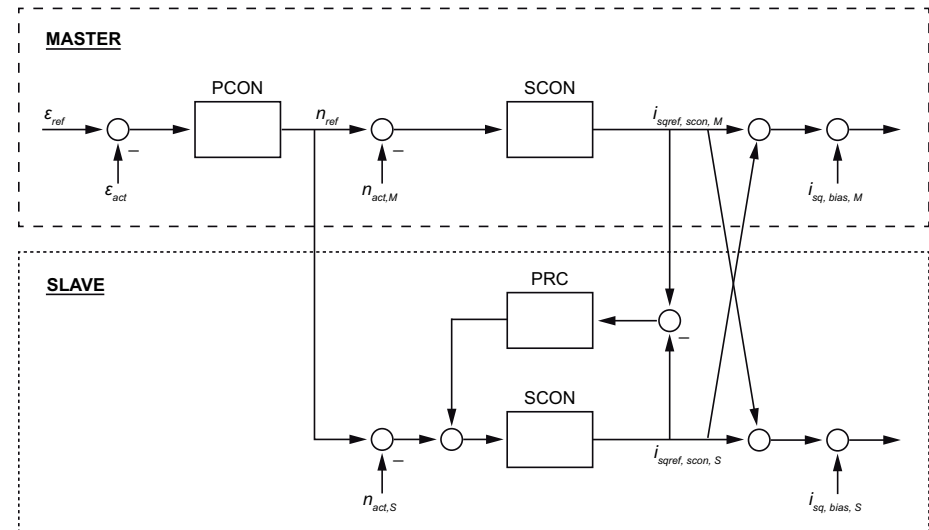 MASTER
PCON
SCON
ε_ref
n_ref
i_sqref, scon, M
–
–
ε_act
n_act,M
i_sq, bias, M
SLAVE
PRC
–
SCON
–
i_sqref, scon, S
n_act,S
i_sq, bias, S